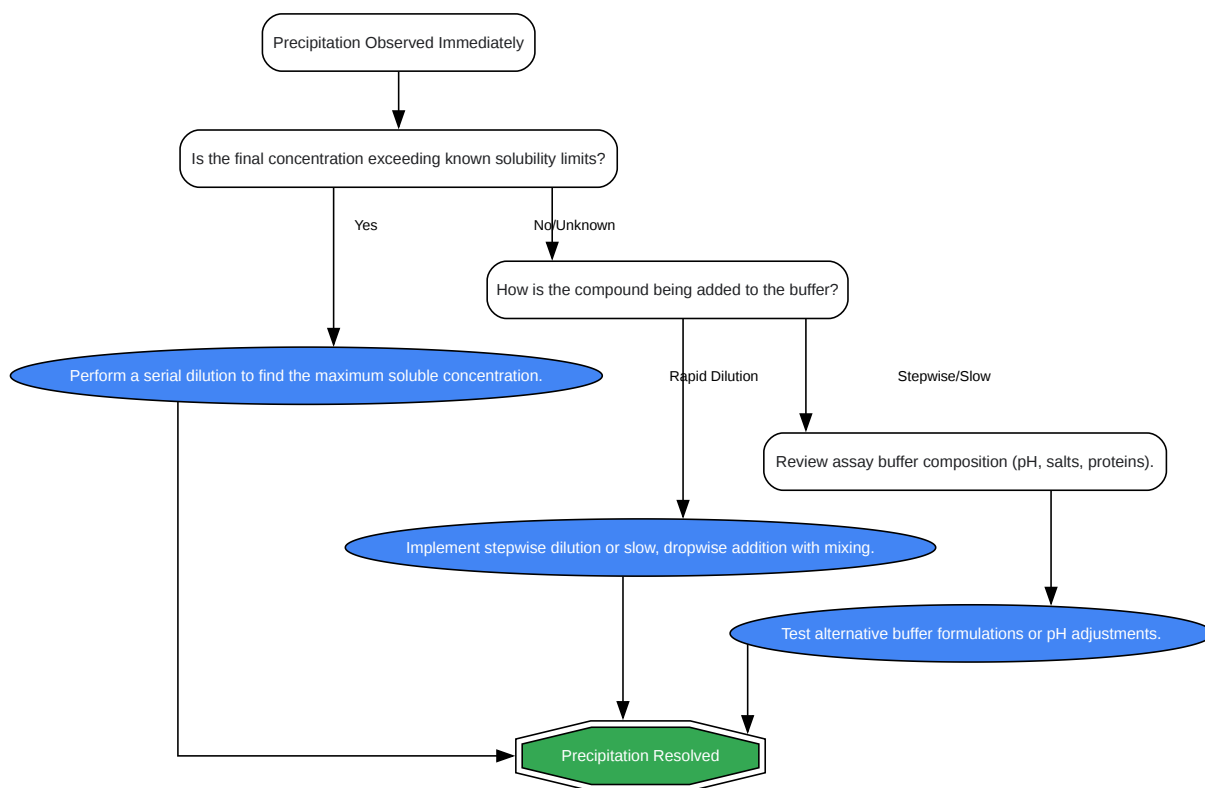 Precipitation Observed Immediately
Is the final concentration exceeding known solubility limits?
Yes
No/Unknown
How is the compound being added to the buffer?
Perform a serial dilution to find the maximum soluble concentration.
Rapid Dilution
Stepwise/Slow
Review assay buffer composition (pH, salts, proteins).
Implement stepwise dilution or slow, dropwise addition with mixing.
Test alternative buffer formulations or pH adjustments.
Precipitation Resolved